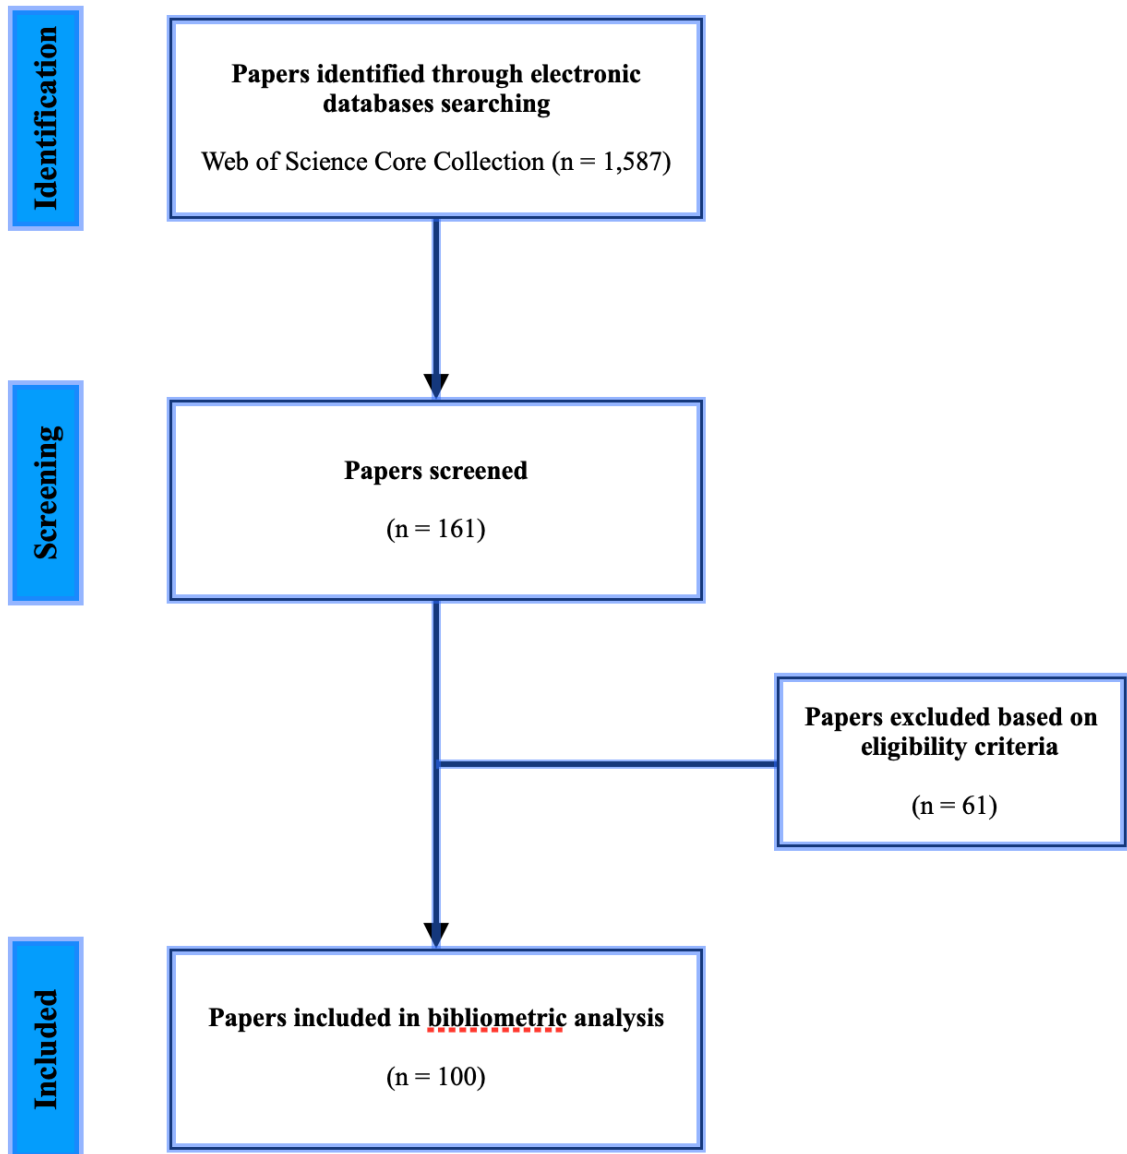 Identification
Papers identified through electronic
databases searching
Web of Science Core Collection (n = 1,587)
Screening
Papers screened
(n = 161)
Papers excluded based on
eligibility criteria
(n = 61)
Included
Papers included in bibliometric analysis
(n = 100)